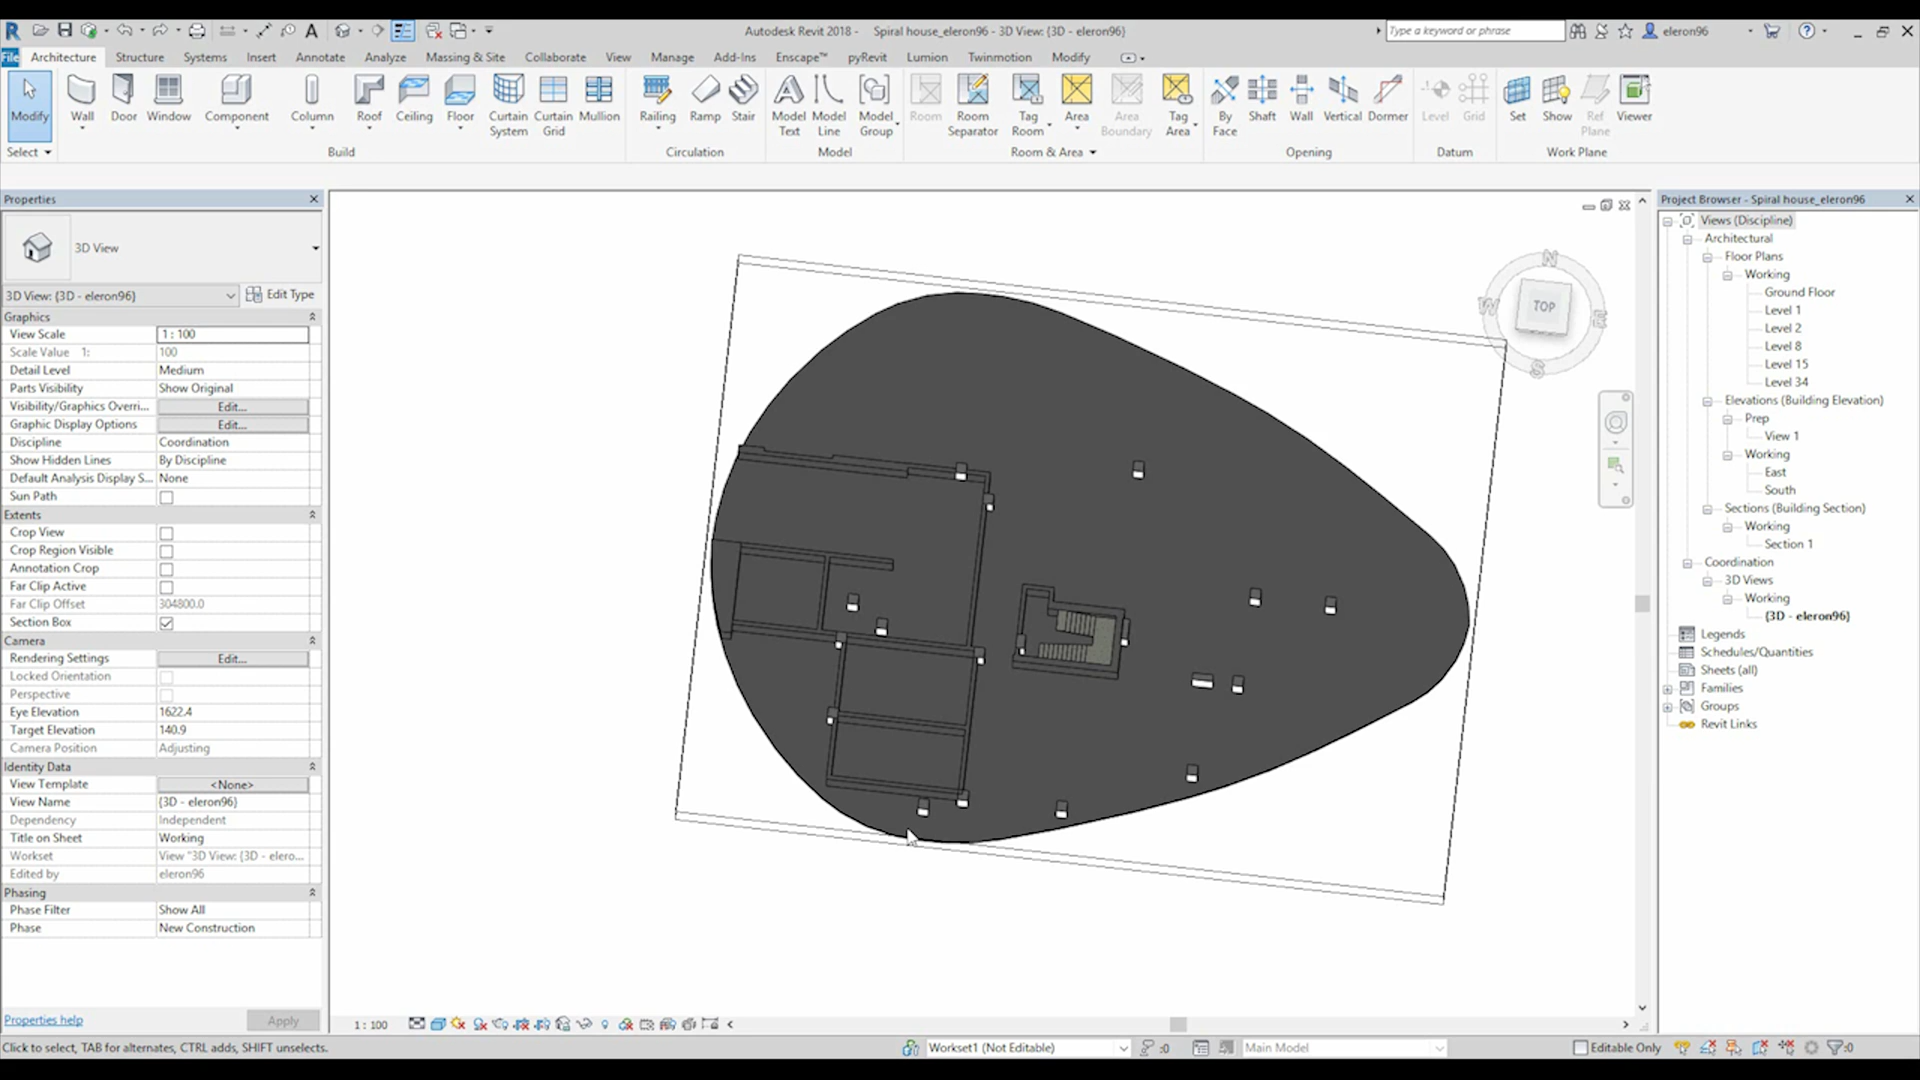 Autodesk Revit 2018 - Spiral house_eleron96 - 3D View: {3D - eleron96}
Type a keyword or phrase
eleron96
File Architecture Structure Systems Insert Annotate Analyze Massing & Site Collaborate View Manage Add-Ins Enscape™ pyRevit Lumion Twinmotion Modify
Modify Wall Door Window Component Column Roof Ceiling Floor Curtain System Curtain Grid Mullion Railing Ramp Stair Model Text Model Line Model Group Room Room Separator Tag Room Area Area Boundary Tag Area By Face Shaft Wall Vertical Dormer Level Grid Set Show Ref Plane Viewer
Select Build Circulation Model Room & Area Opening Datum Work Plane
Properties
3D View
3D View: {3D - eleron96} Edit Type
Graphics
View Scale 1 : 100
Scale Value 1: 100
Detail Level Medium
Parts Visibility Show Original
Visibility/Graphics Overri... Edit...
Graphic Display Options Edit...
Discipline Coordination
Show Hidden Lines By Discipline
Default Analysis Display S... None
Sun Path
Extents
Crop View
Crop Region Visible
Annotation Crop
Far Clip Active
Far Clip Offset 304800.0
Section Box
Camera
Rendering Settings Edit...
Locked Orientation
Perspective
Eye Elevation 1622.4
Target Elevation 140.9
Camera Position Adjusting
Identity Data
View Template <None>
View Name {3D - eleron96}
Dependency Independent
Title on Sheet Working
Workset View "3D View: {3D - elero...
Edited by eleron96
Phasing
Phase Filter Show All
Phase New Construction
Properties help Apply
N
W TOP
S
1 : 100
Project Browser - Spiral house_eleron96
Views (Discipline)
Architectural
Floor Plans
Working
Ground Floor
Level 1
Level 2
Level 8
Level 15
Level 34
Elevations (Building Elevation)
Prep
View 1
Working
East
South
Sections (Building Section)
Working
Section 1
Coordination
3D Views
Working
{3D - eleron96}
Legends
Schedules/Quantities
Sheets (all)
Families
Groups
Revit Links
Click to select, TAB for alternates, CTRL adds, SHIFT unselects.
Workset1 (Not Editable) :0 Main Model Editable Only :0